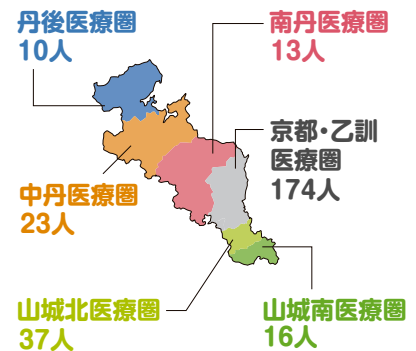 丹後医療圏
10人
南丹医療圏
13人
京都・乙訓
医療圏
174人
中丹医療圏
23人
山城北医療圏
37人
山城南医療圏
16人